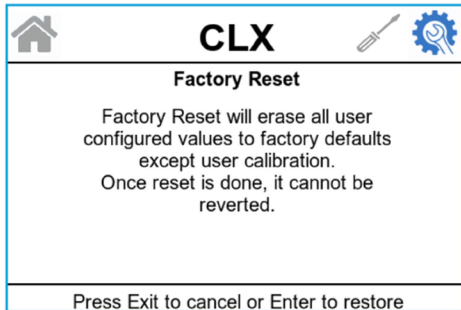 CLX
Factory Reset
Factory Reset will erase all user
configured values to factory defaults
except user calibration.
Once reset is done, it cannot be
reverted.
Press Exit to cancel or Enter to restore